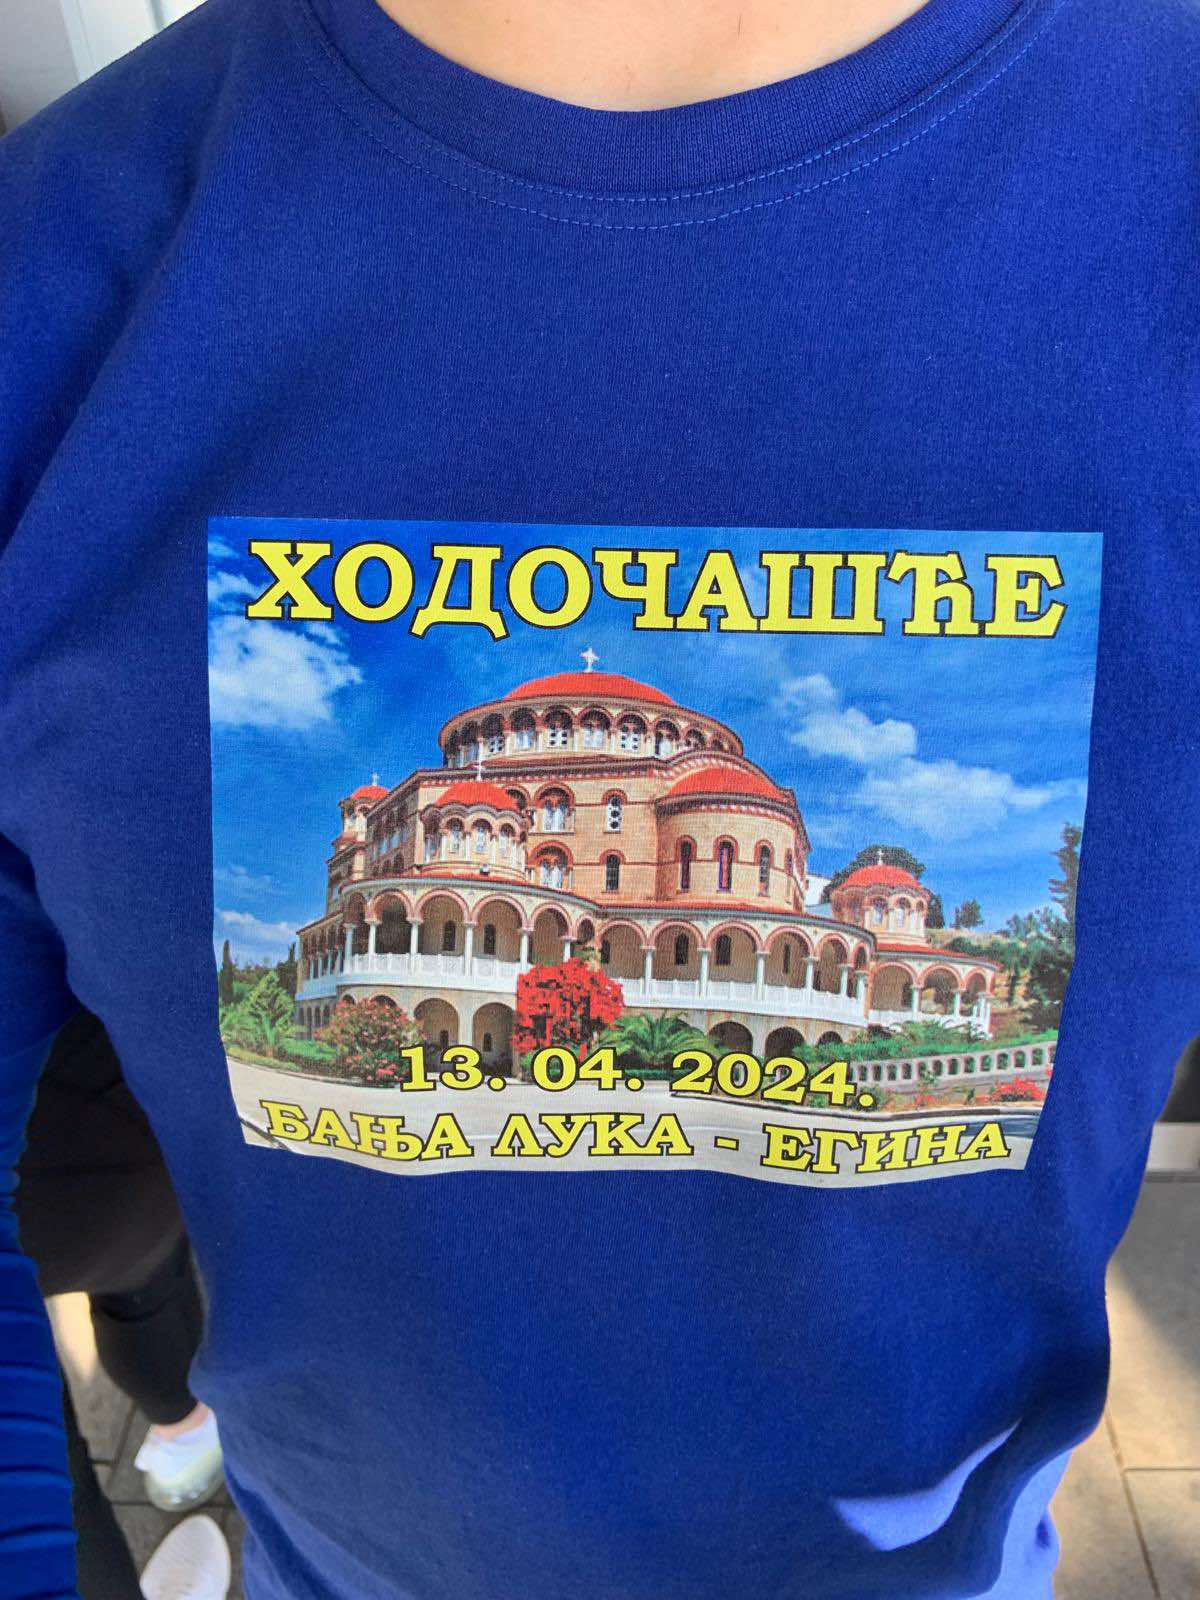 ХОДОЧАШЋЕ
13. 04. 2024.
БАЊА ЛУКА - ЕГИНА